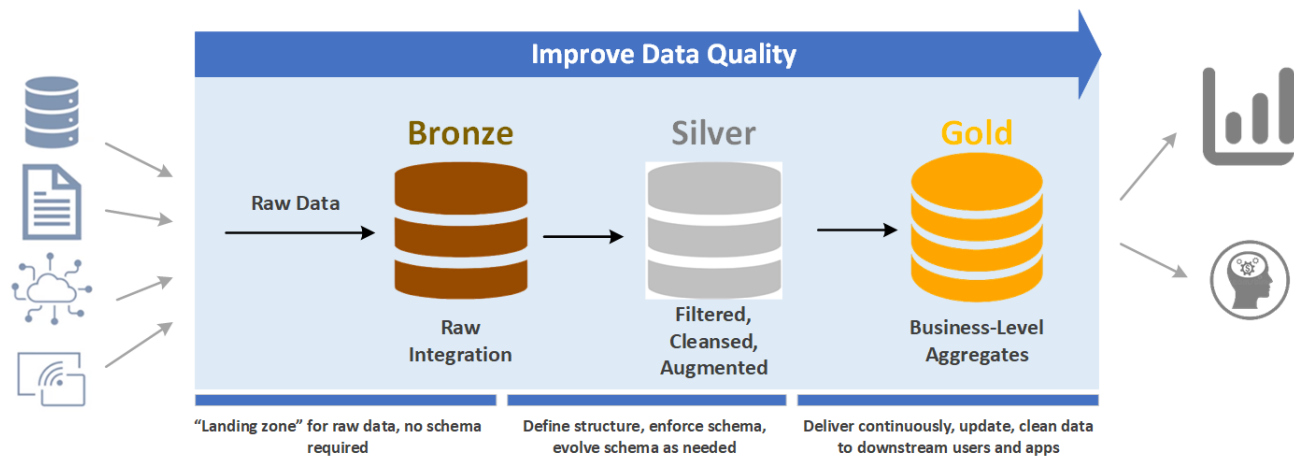 Improve Data Quality
Bronze
Silver
Gold
Raw Data
Raw
Integration
Filtered,
Cleansed,
Augmented
Business-Level
Aggregates
“Landing zone” for raw data, no schema
required
Define structure, enforce schema,
evolve schema as needed
Deliver continuously, update, clean data
to downstream users and apps